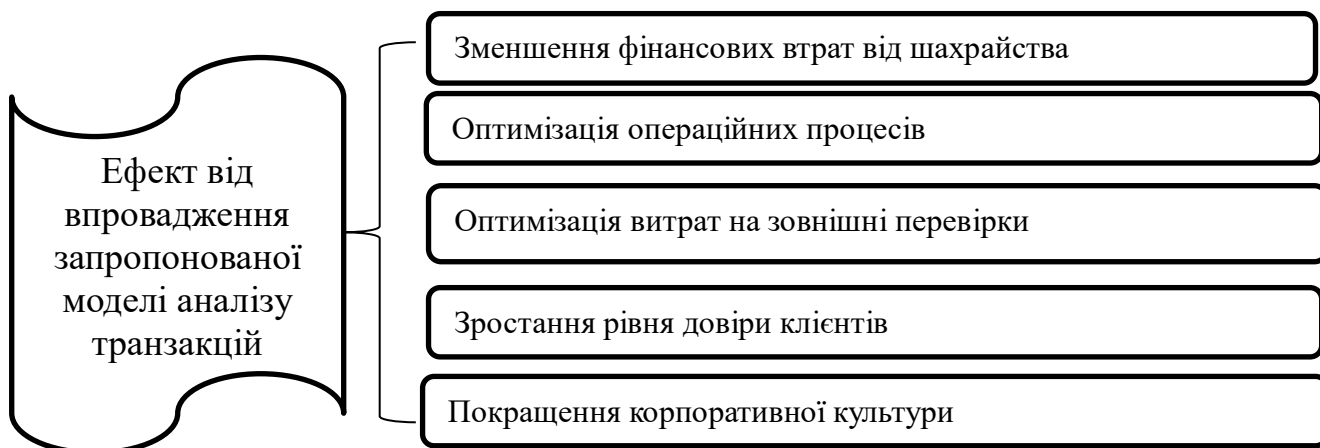 Ефект від
впровадження
запропонованої
моделі аналізу
транзакцій
Зменшення фінансових втрат від шахрайства
Оптимізація операційних процесів
Оптимізація витрат на зовнішні перевірки
Зростання рівня довіри клієнтів
Покращення корпоративної культури